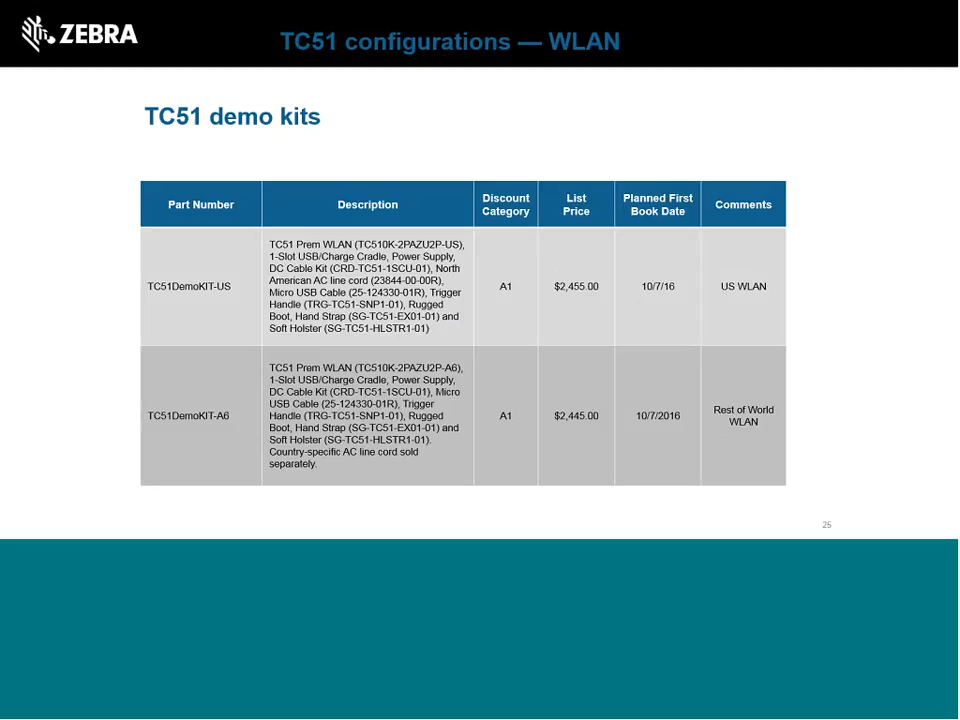 ZEBRA
TC51 configurations — WLAN
TC51 demo kits
Part Number
Description
Discount
Category
List
Price
Planned First
Book Date
Comments
TC51DemoKIT-US
TC51 Prem WLAN (TC510K-2PAZU2P-US),
1-Slot USB/Charge Cradle, Power Supply,
DC Cable Kit (CRD-TC51-1SCU-01), North
American AC line cord (23844-00-00R),
Micro USB Cable (25-124330-01R), Trigger
Handle (TRG-TC51-SNP1-01), Rugged
Boot, Hand Strap (SG-TC51-EX01-01) and
Soft Holster (SG-TC51-HLSTR1-01)
A1
$2,455.00
10/7/16
US WLAN
TC51DemoKIT-A6
TC51 Prem WLAN (TC510K-2PAZU2P-A6),
1-Slot USB/Charge Cradle, Power Supply,
DC Cable Kit (CRD-TC51-1SCU-01), Micro
USB Cable (25-124330-01R), Trigger
Handle (TRG-TC51-SNP1-01), Rugged
Boot, Hand Strap (SG-TC51-EX01-01) and
Soft Holster (SG-TC51-HLSTR1-01).
Country-specific AC line cord sold
separately.
A1
$2,445.00
10/7/2016
Rest of World
WLAN
25